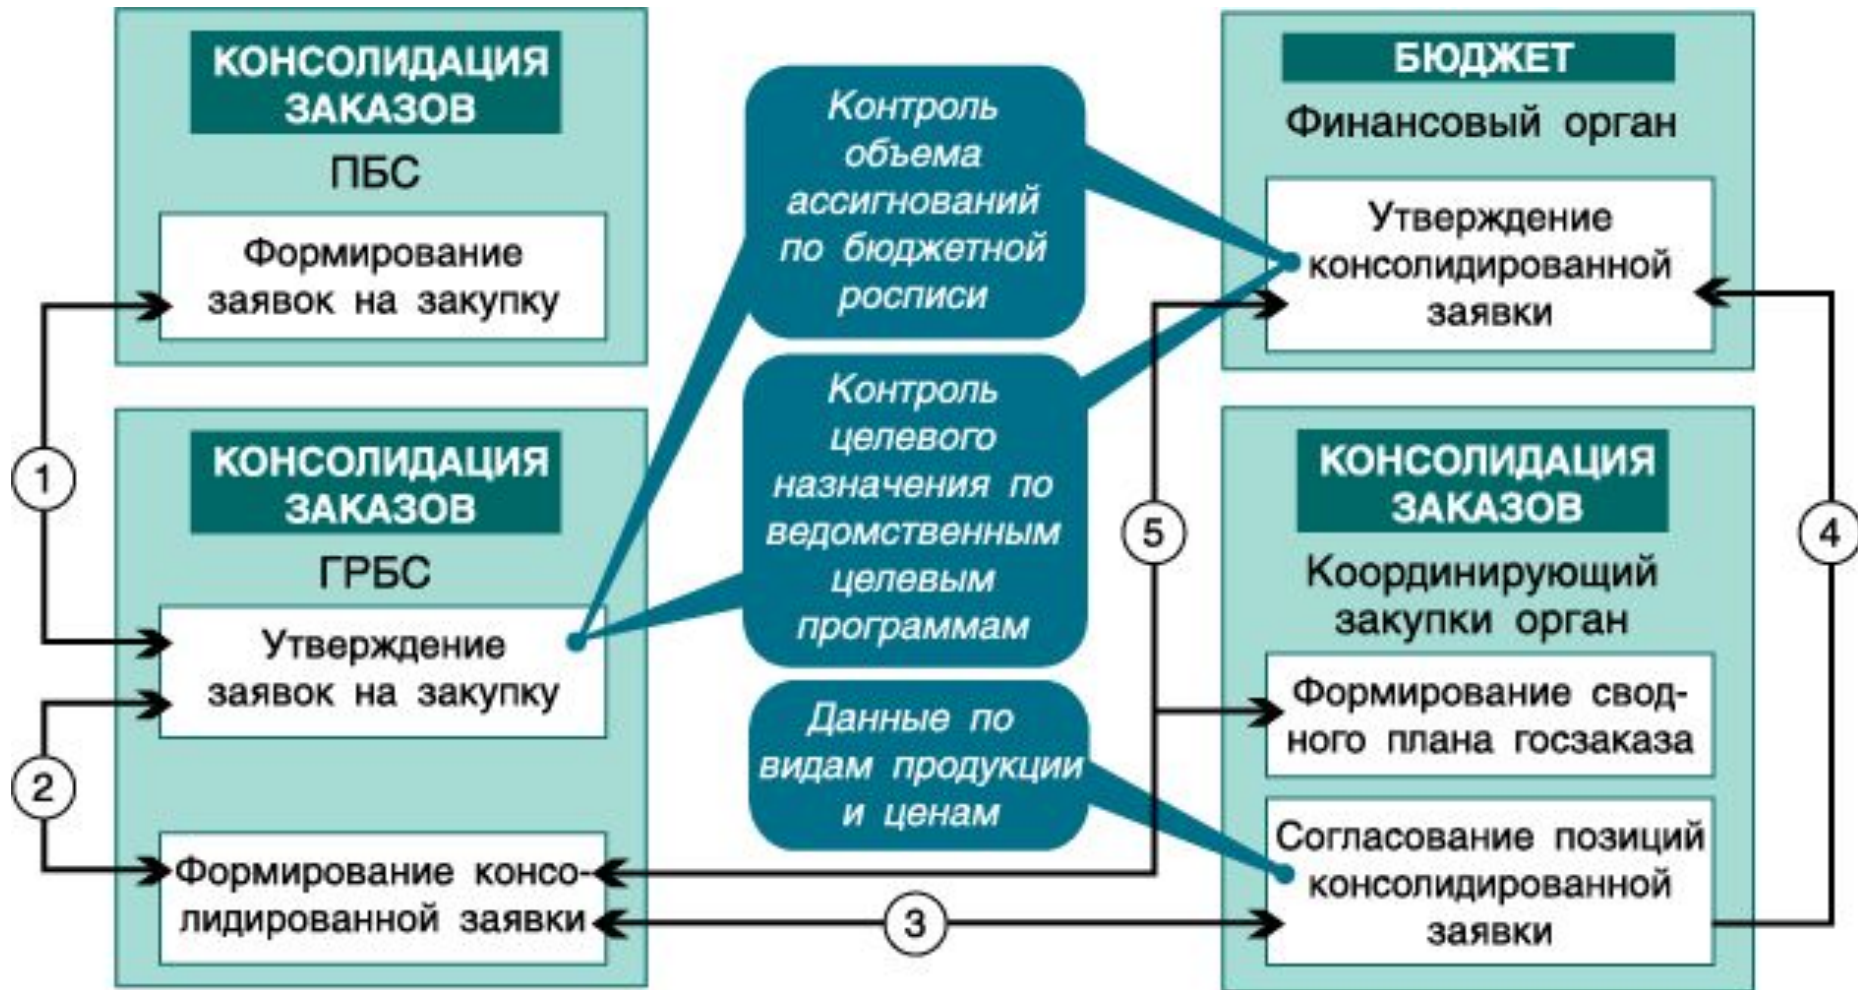 КОНСОЛИДАЦИЯ
ЗАКАЗОВ
ПБС
Формирование
заявок на закупку
КОНСОЛИДАЦИЯ
ЗАКАЗОВ
ГРБС
Утверждение
заявок на закупку
Формирование консо-
лидированной заявки
1
2
Контроль
объема
ассигнований
по бюджетной
росписи
Контроль
целевого
назначения по
ведомственным
целевым
программам
Данные по
видам продукции
и ценам
3
5
БЮДЖЕТ
Финансовый орган
Утверждение
консолидированной
заявки
КОНСОЛИДАЦИЯ
ЗАКАЗОВ
Координирующий
закупки орган
Формирование свод-
ного плана госзаказа
Согласование позиций
консолидированной
заявки
4